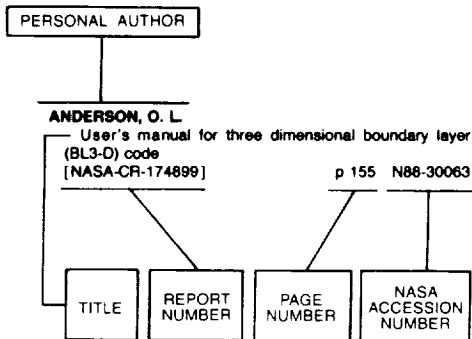 PERSONAL AUTHOR
ANDERSON, O. L.
User's manual for three dimensional boundary layer
(BL3-D) code
[NASA-CR-174899] p 155 N88-30063
TITLE
REPORT
NUMBER
PAGE
NUMBER
NASA
ACCESSION
NUMBER